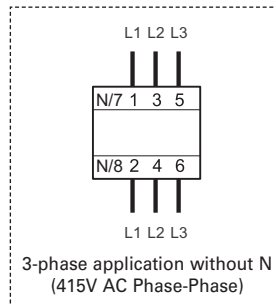 L1 L2 L3
N/7 1 3 5
N/8 2 4 6
L1 L2 L3
3-phase application without N
(415V AC Phase-Phase)